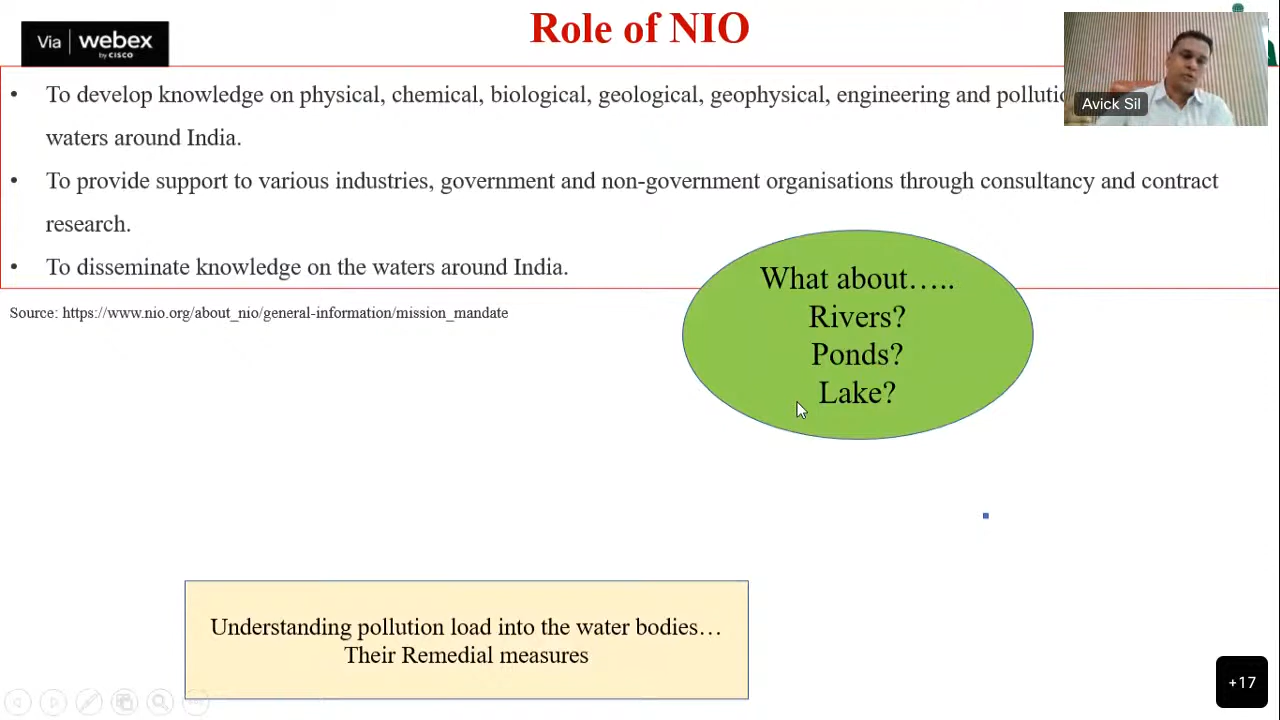 Role of NIO
Via webex
by CISCO
• To develop knowledge on physical, chemical, biological, geological, geophysical, engineering and
waters around India.
Avick Sil
• To provide support to various industries, government and non-government organisations through consultancy and contract
research.
• To disseminate knowledge on the waters around India.
Source: https://www.nio.org/about_nio/general-information/mission_mandate
What about…..
Rivers?
Ponds?
Lake?
Understanding pollution load into the water bodies…
Their Remedial measures
+17